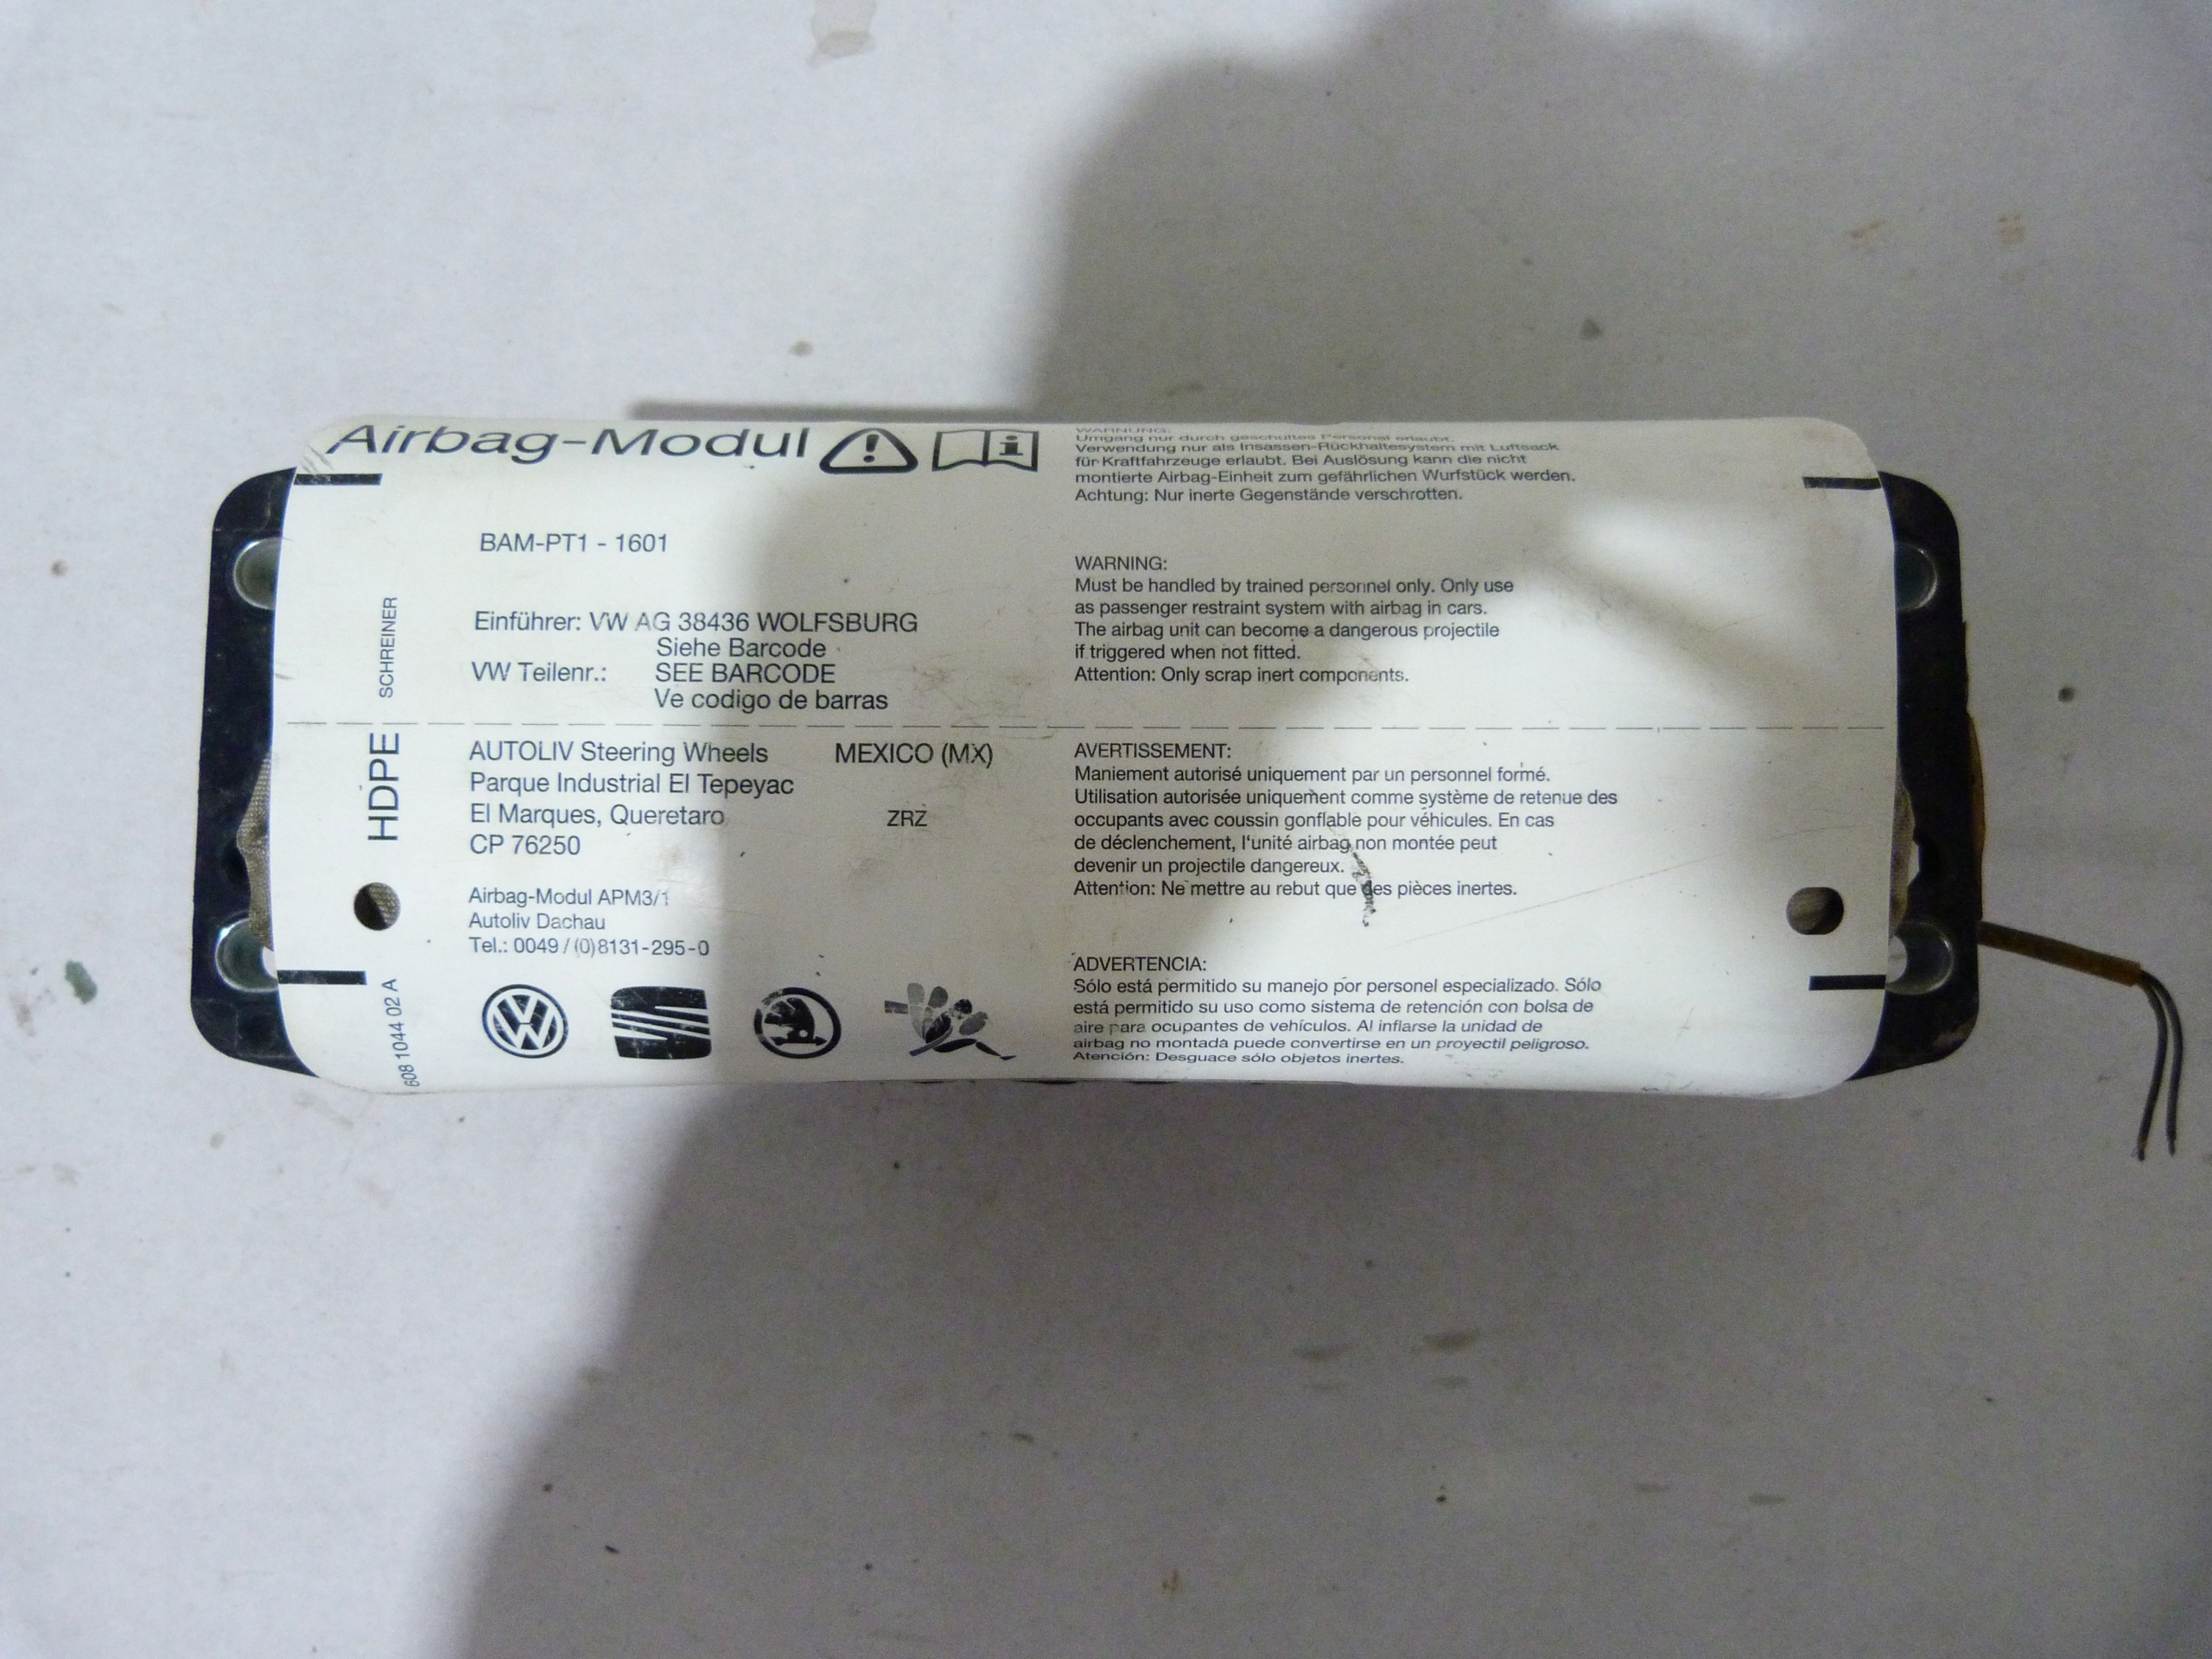 Airbag-Modul
BAM-PT1 - 1601
Einführer: VW AG 38436 WOLFSBURG
Siehe Barcode
VW Teilenr.: SEE BARCODE
Ve codigo de barras
SCHREINER
HDPE
608 1044 02 A
AUTOLIV Steering Wheels MEXICO (MX)
Parque Industrial El Tepeyac
El Marques, Queretaro ZRZ
CP 76250
Airbag-Modul APM3/1
Autoliv Dachau
Tel.: 0049 / (0)8131-295-0
WARNUNG:
Umgang nur durch geschultes Personal erlaubt.
Verwendung nur als Insassen-Rückhaltesystem mit Luftsack
für Kraftfahrzeuge erlaubt. Bei Auslösung kann die nicht
montierte Airbag-Einheit zum gefährlichen Wurfstück werden.
Achtung: Nur inerte Gegenstände verschrotten.
WARNING:
Must be handled by trained personnel only. Only use
as passenger restraint system with airbag in cars.
The airbag unit can become a dangerous projectile
if triggered when not fitted.
Attention: Only scrap inert components.
AVERTISSEMENT:
Maniement autorisé uniquement par un personnel formé.
Utilisation autorisée uniquement comme système de retenue des
occupants avec coussin gonflable pour véhicules. En cas
de déclenchement, l'unité airbag non montée peut
devenir un projectile dangereux.
Attention: Ne mettre au rebut que des pièces inertes.
ADVERTENCIA:
Sólo está permitido su manejo por personel especializado. Sólo
está permitido su uso como sistema de retención con bolsa de
aire para ocupantes de vehículos. Al inflarse la unidad de
airbag no montada puede convertirse en un proyectil peligroso.
Atención: Desguace sólo objetos inertes.